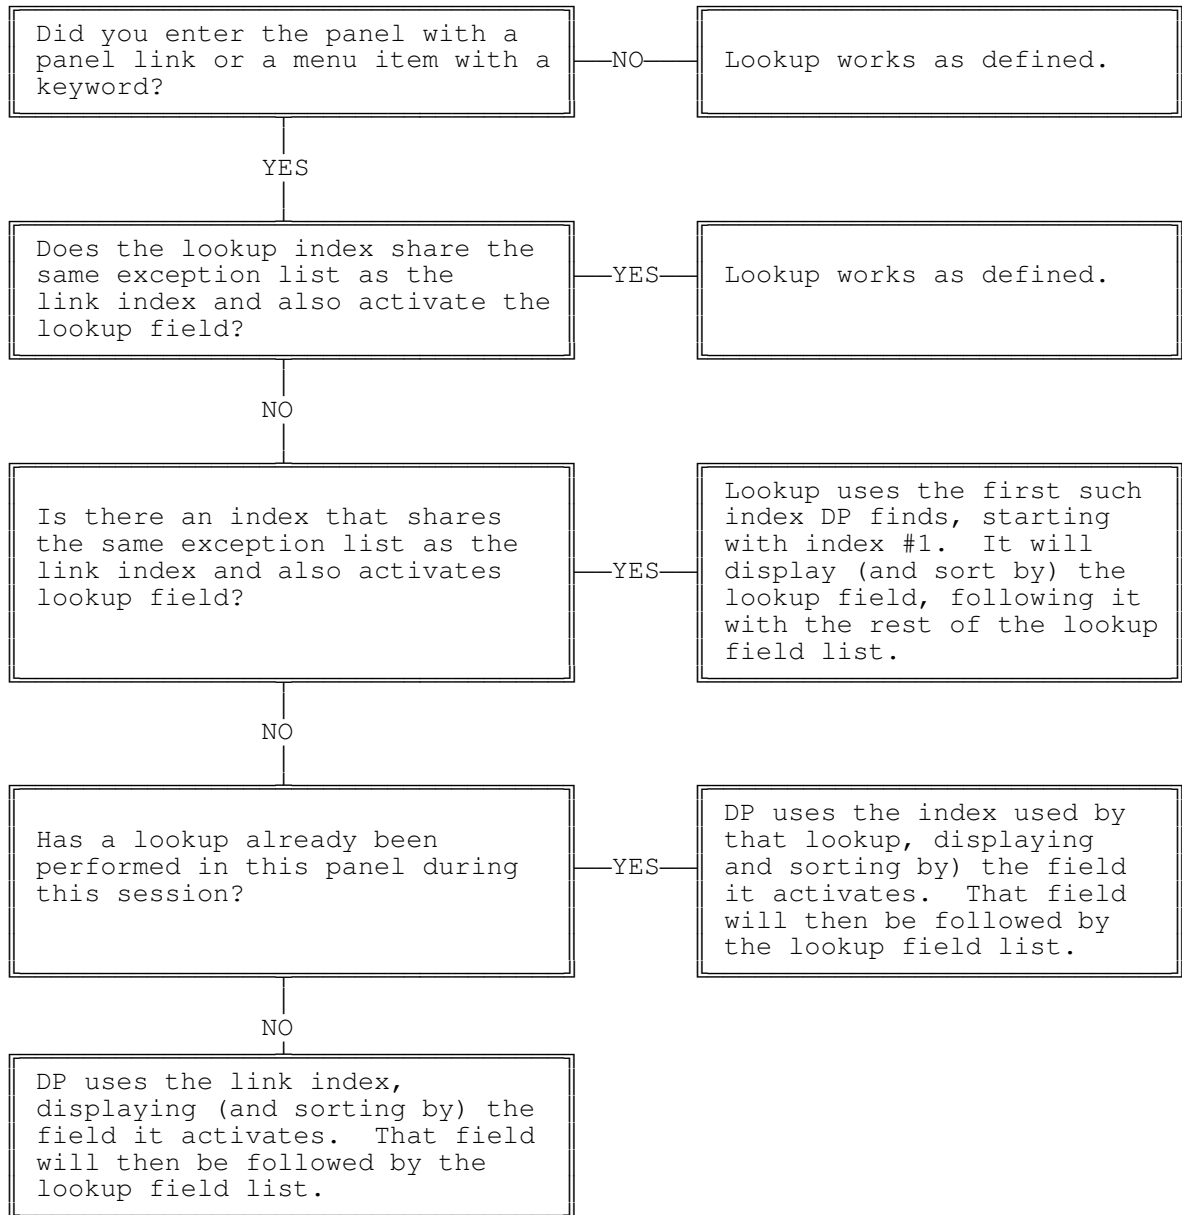 Did you enter the panel with a
panel link or a menu item with a
keyword?
NO
Lookup works as defined.
YES
Does the lookup index share the
same exception list as the
link index and also activate the
lookup field?
YES
Lookup works as defined.
NO
Is there an index that shares
the same exception list as the
link index and also activates
lookup field?
YES
Lookup uses the first such
index DP finds, starting
with index #1.  It will
display (and sort by) the
lookup field, following it
with the rest of the lookup
field list.
NO
Has a lookup already been
performed in this panel during
this session?
YES
DP uses the index used by
that lookup, displaying
and sorting by) the field
it activates.  That field
will then be followed by
the lookup field list.
NO
DP uses the link index,
displaying (and sorting by) the
field it activates.  That field
will then be followed by the
lookup field list.